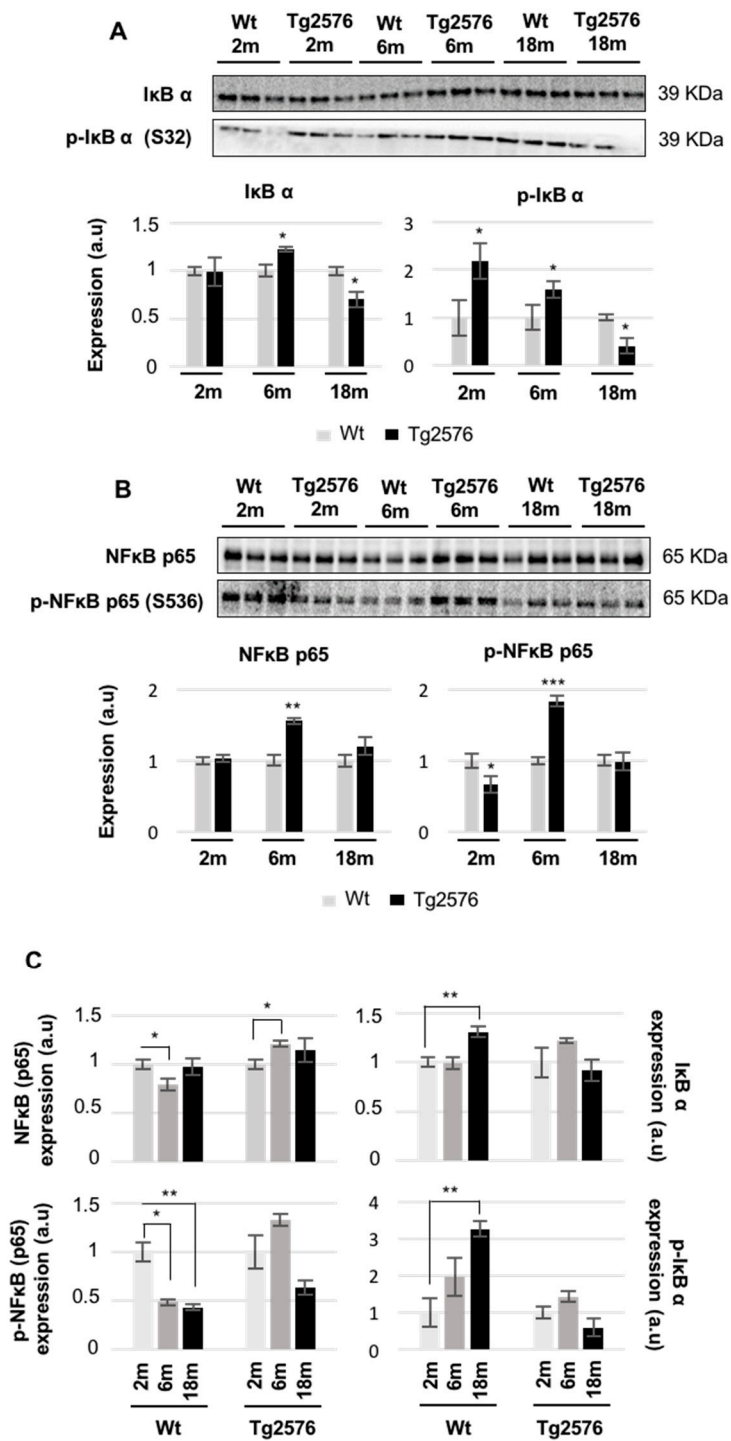 A
Wt Tg2576 Wt Tg2576 Wt Tg2576
2m 2m 6m 6m 18m 18m
IκB α 39 KDa
p-IκB α (S32) 39 KDa
IκB α
p-IκB α
Expression (a.u)
1.5
1
0.5
0
*
*
2m 6m 18m
3
2
1
0
*
*
*
2m 6m 18m
Wt Tg2576
B
Wt Tg2576 Wt Tg2576 Wt Tg2576
2m 2m 6m 6m 18m 18m
NFκB p65 65 KDa
p-NFκB p65 (S536) 65 KDa
NFκB p65
p-NFκB p65
Expression (a.u)
2
1
0
**
2m 6m 18m
2
1
0
*
***
2m 6m 18m
Wt Tg2576
C
NFκB (p65)
expression (a.u)
1.5
1
0.5
0
*
*
1.5
1
0.5
0
**
IκB α
expression (a.u)
p-NFκB (p65)
expression (a.u)
1.5
1
0.5
0
**
*
2m 6m 18m 2m 6m 18m
Wt Tg2576
4
3
2
1
0
**
p-IκB α
expression (a.u)
2m 6m 18m 2m 6m 18m
Wt Tg2576